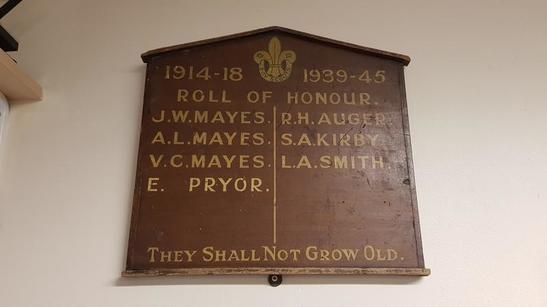 1914-18 1939-45
ROLL OF HONOUR.
J.W.MAYES. R.H.AUGER.
A.L.MAYES. S.A.KIRBY.
V.C.MAYES. L.A.SMITH.
E. PRYOR.
THEY SHALL NOT GROW OLD.